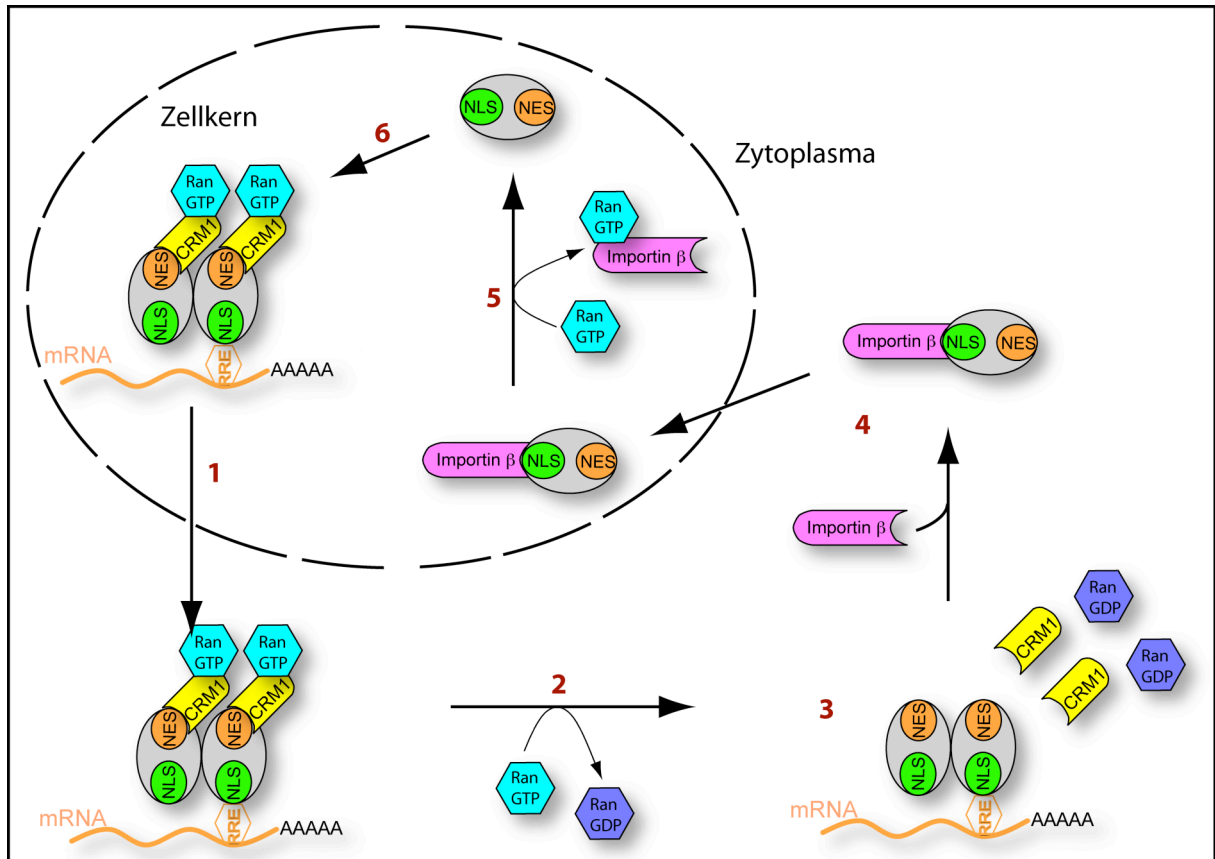 Zellkern
Zytoplasma
NLS NES
6
Ran
GTP
Ran
GTP
CRM1
CRM1
NES
NES
NLS
NLS
mRNA
RRE
AAAAA
Ran
GTP
Importin β
5
Ran
GTP
Importin β NLS NES
Importin β NLS NES
4
1
Importin β
Ran
GTP
Ran
GTP
CRM1
CRM1
NES
NES
NLS
NLS
mRNA
RRE
AAAAA
2
Ran
GTP
Ran
GDP
3
Ran
GDP
Ran
GDP
CRM1
CRM1
NES
NES
NLS
NLS
mRNA
RRE
AAAAA